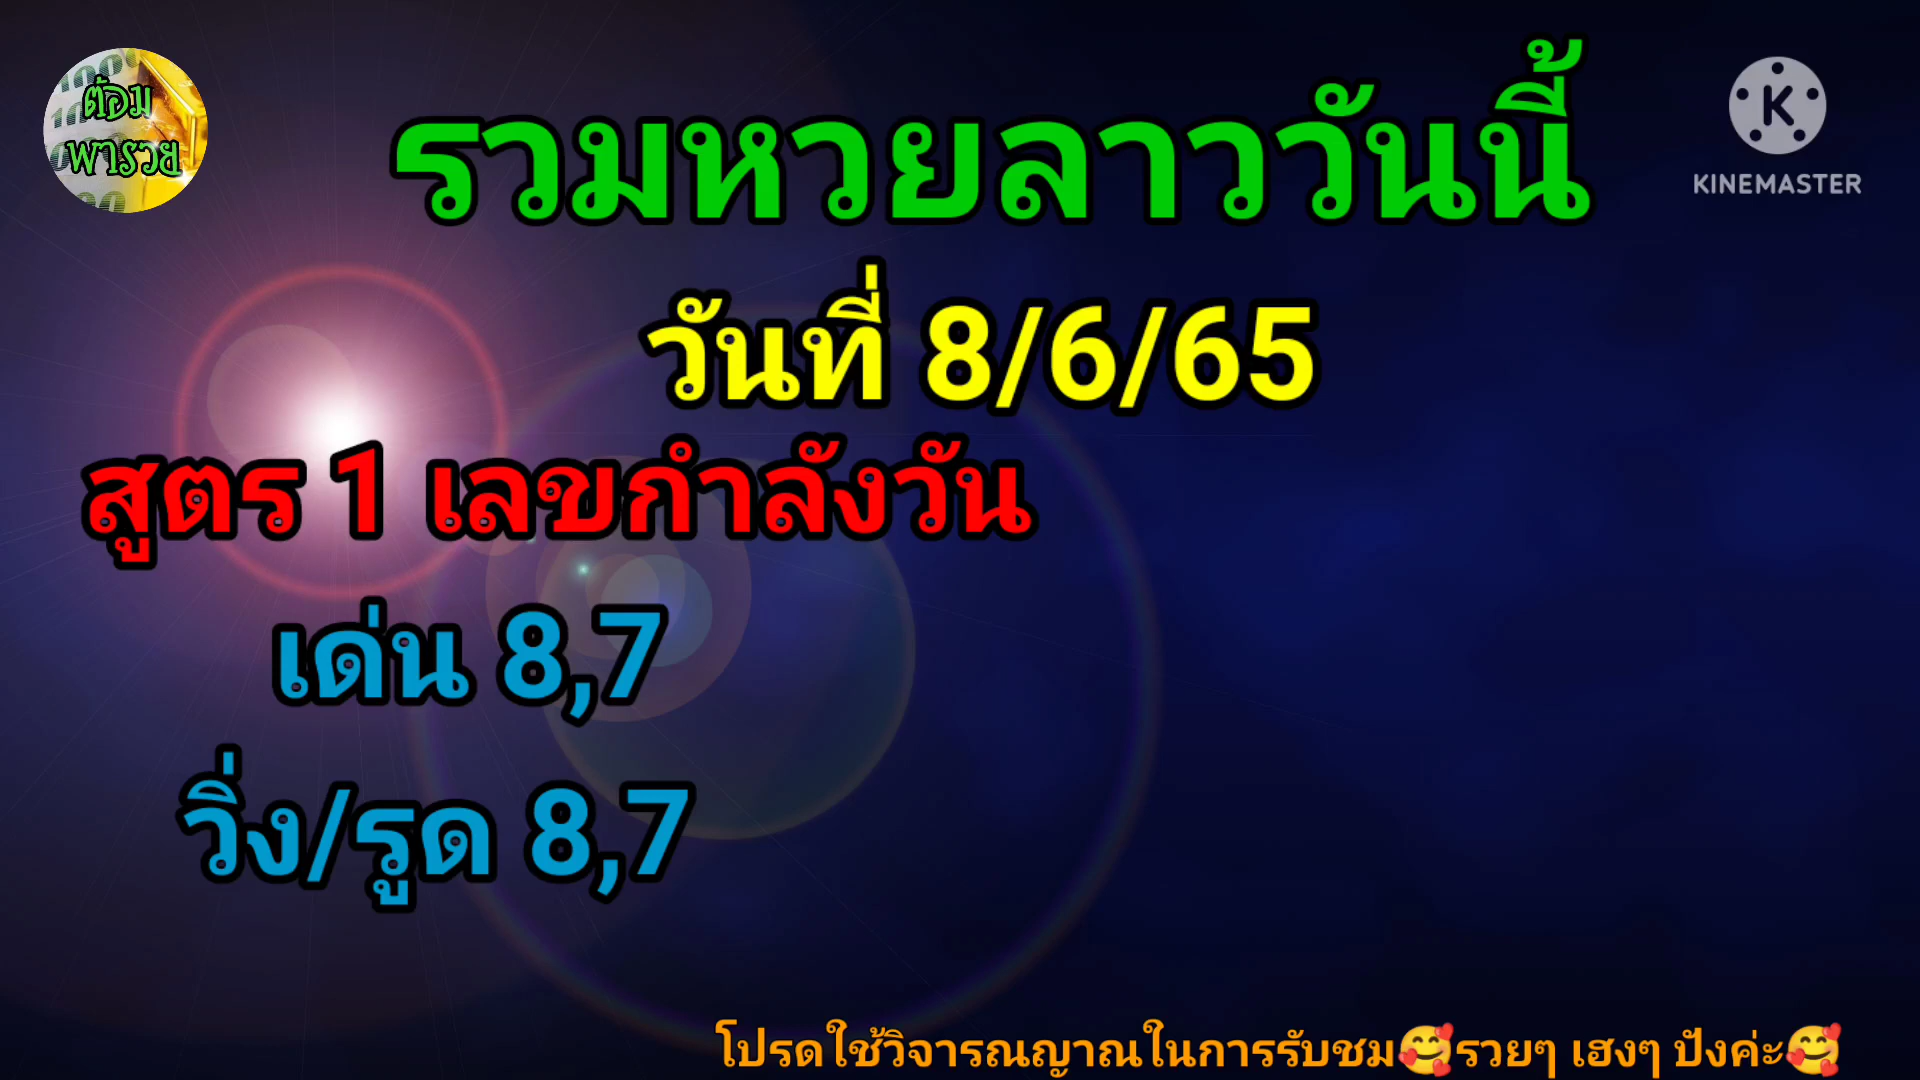 ต้อม
พารวย
รวมหวยลาววันนี้
K
KINEMASTER
วันที่ 8/6/65
สูตร 1 เลขกำลังวัน
เด่น 8,7
วิ่ง/รูด 8,7
โปรดใช้วิจารณญาณในการรับชม🥰รวยๆ เฮงๆ ปังค่ะ🥰